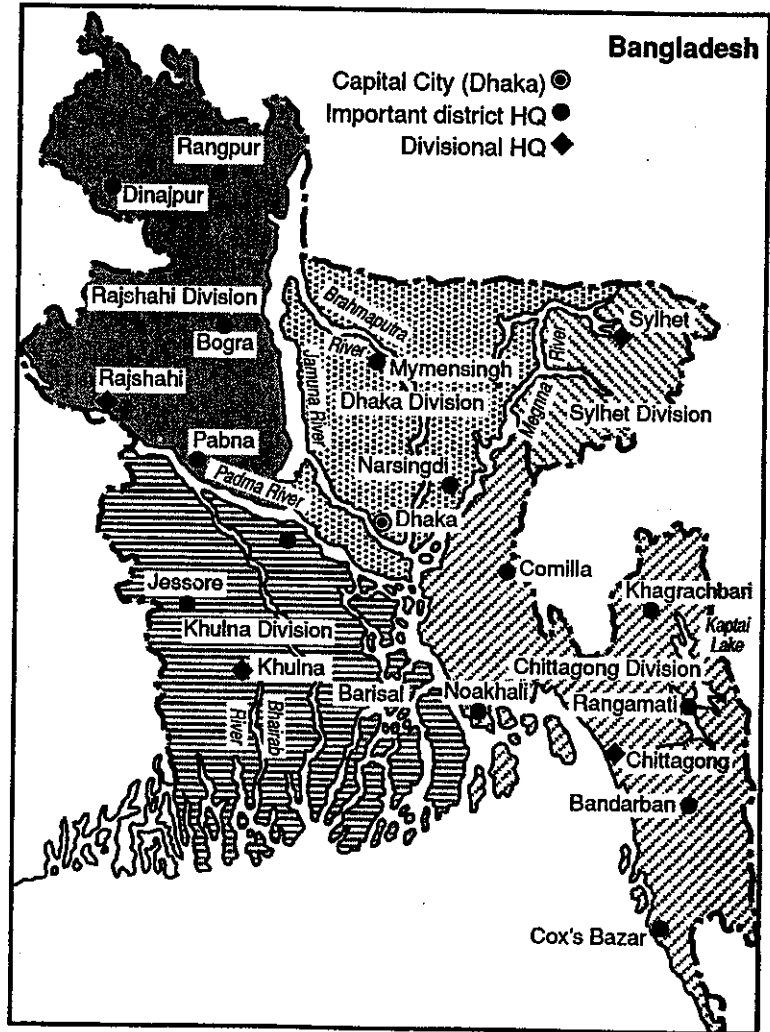 Bangladesh
Capital City (Dhaka)
Important district HQ
Divisional HQ
Rangpur
Dinajpur
Rajshahi Division
Bogra
Rajshahi
Pabna
Brahmaputra
River
Jamuna River
Mymensingh
Dhaka Division
Sylhet
River
Meghna
Sylhet Division
Narsingdi
Padma River
Dhaka
Comilla
Jessore
Khulna Division
Khulna
Barisal
Noakhali
Bhairab
River
Khagrachbari
Kaptai
Lake
Chittagong Division
Rangamati
Chittagong
Bandarban
Cox's Bazar